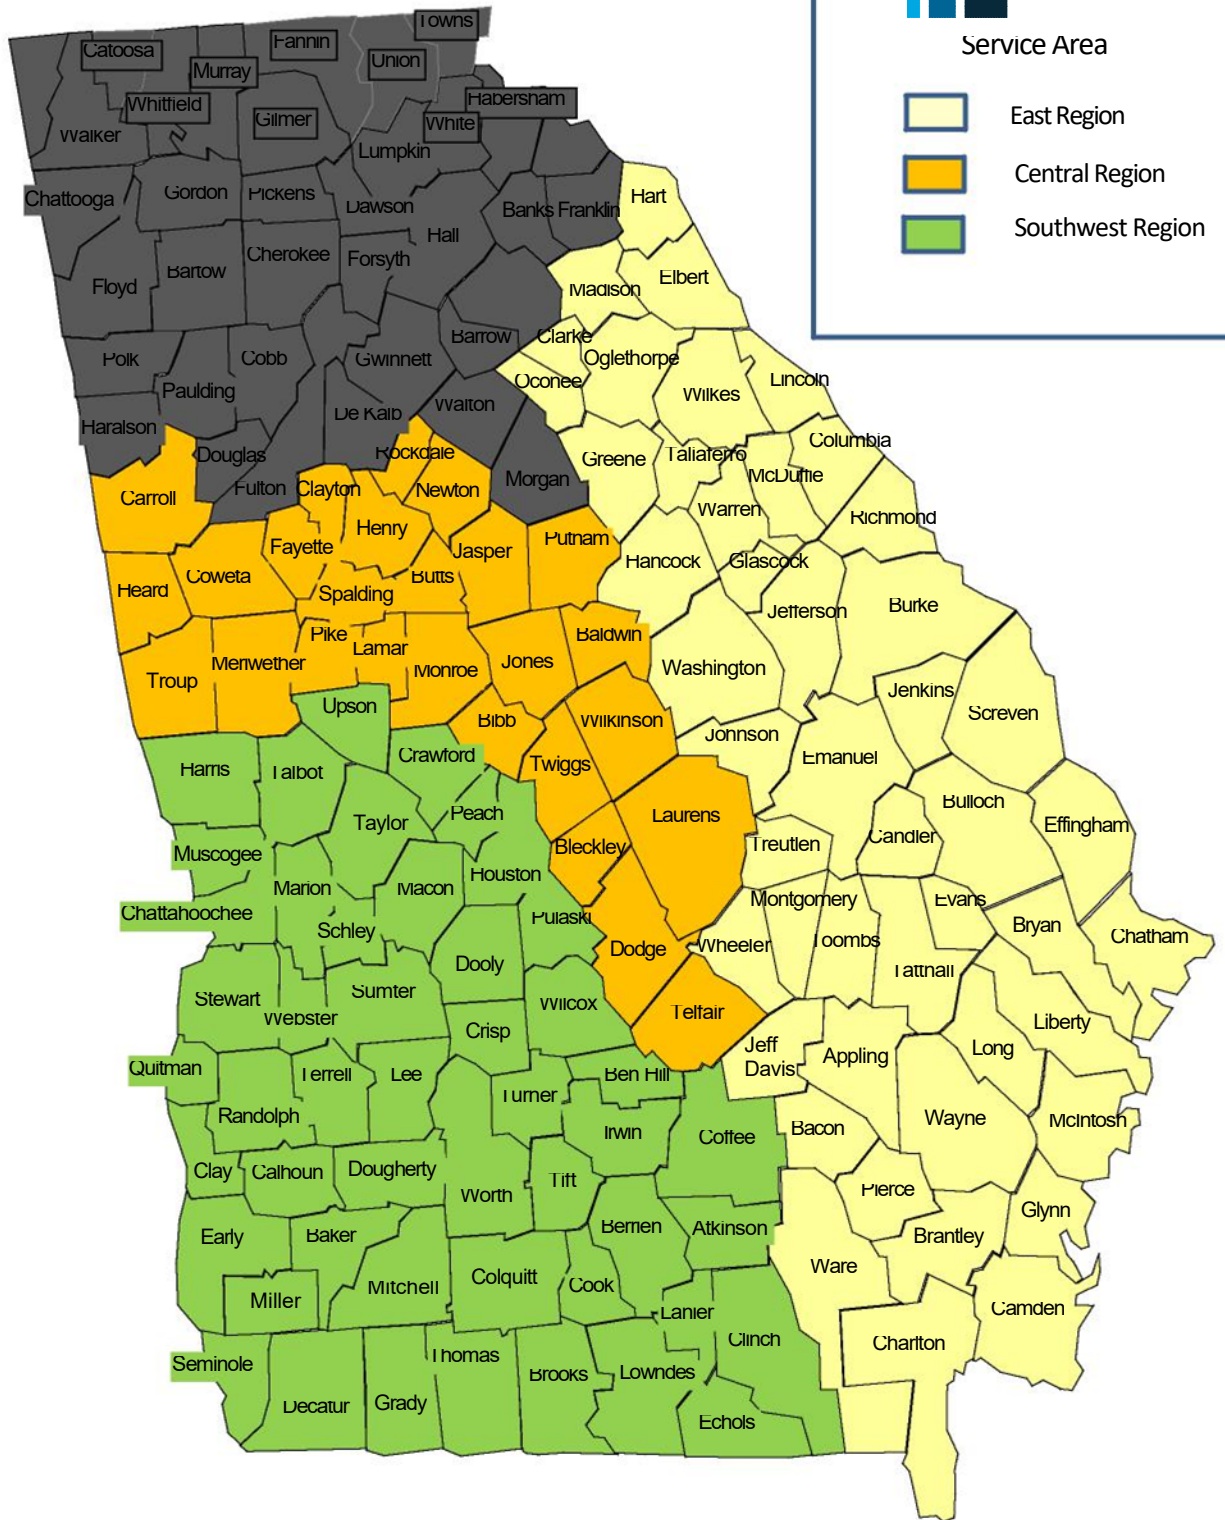 Service Area
East Region
Central Region
Southwest Region
Towns
Fannin
Catoosa
Union
Murray
Whitfield
Habersham
Gilmer
White
Walker
Lumpkin
Chattooga
Gordon
Pickens
Dawson
Banks
Franklin
Hart
Hall
Cherokee
Forsyth
Bartow
Floyd
Elbert
Madison
Barrow
Clarke
Polk
Cobb
Gwinnett
Oglethorpe
Oconee
Lincoln
Paulding
Wilkes
Walton
De Kalb
Haralson
Columbia
Douglas
Rockdale
Greene
Taliaferro
McDuffie
Morgan
Fulton
Clayton
Newton
Carroll
Warren
Richmond
Henry
Fayette
Jasper
Putnam
Hancock
Glascock
Coweta
Butts
Heard
Spalding
Jefferson
Burke
Pike
Lamar
Baldwin
Meriwether
Monroe
Jones
Washington
Troup
Jenkins
Upson
Bibb
Wilkinson
Screven
Johnson
Crawford
Emanuel
Harris
Talbot
Twiggs
Bulloch
Peach
Laurens
Taylor
Effingham
Candler
Treutlen
Muscogee
Bleckley
Houston
Marion
Macon
Montgomery
Evans
Chattahoochee
Pulaski
Bryan
Schley
Chatham
Dodge
Wheeler
Toombs
Dooly
Tattnall
Stewart
Sumter
Wilcox
Webster
Telfair
Liberty
Crisp
Jeff
Davis
Appling
Long
Quitman
Terrell
Lee
Ben Hill
Turner
Randolph
Wayne
McIntosh
Irwin
Coffee
Bacon
Clay
Calhoun
Dougherty
Tift
Worth
Pierce
Glynn
Early
Baker
Berrien
Atkinson
Brantley
Ware
Mitchell
Colquitt
Cook
Miller
Lanier
Camden
Clinch
Charlton
Seminole
Thomas
Brooks
Lowndes
Decatur
Grady
Echols